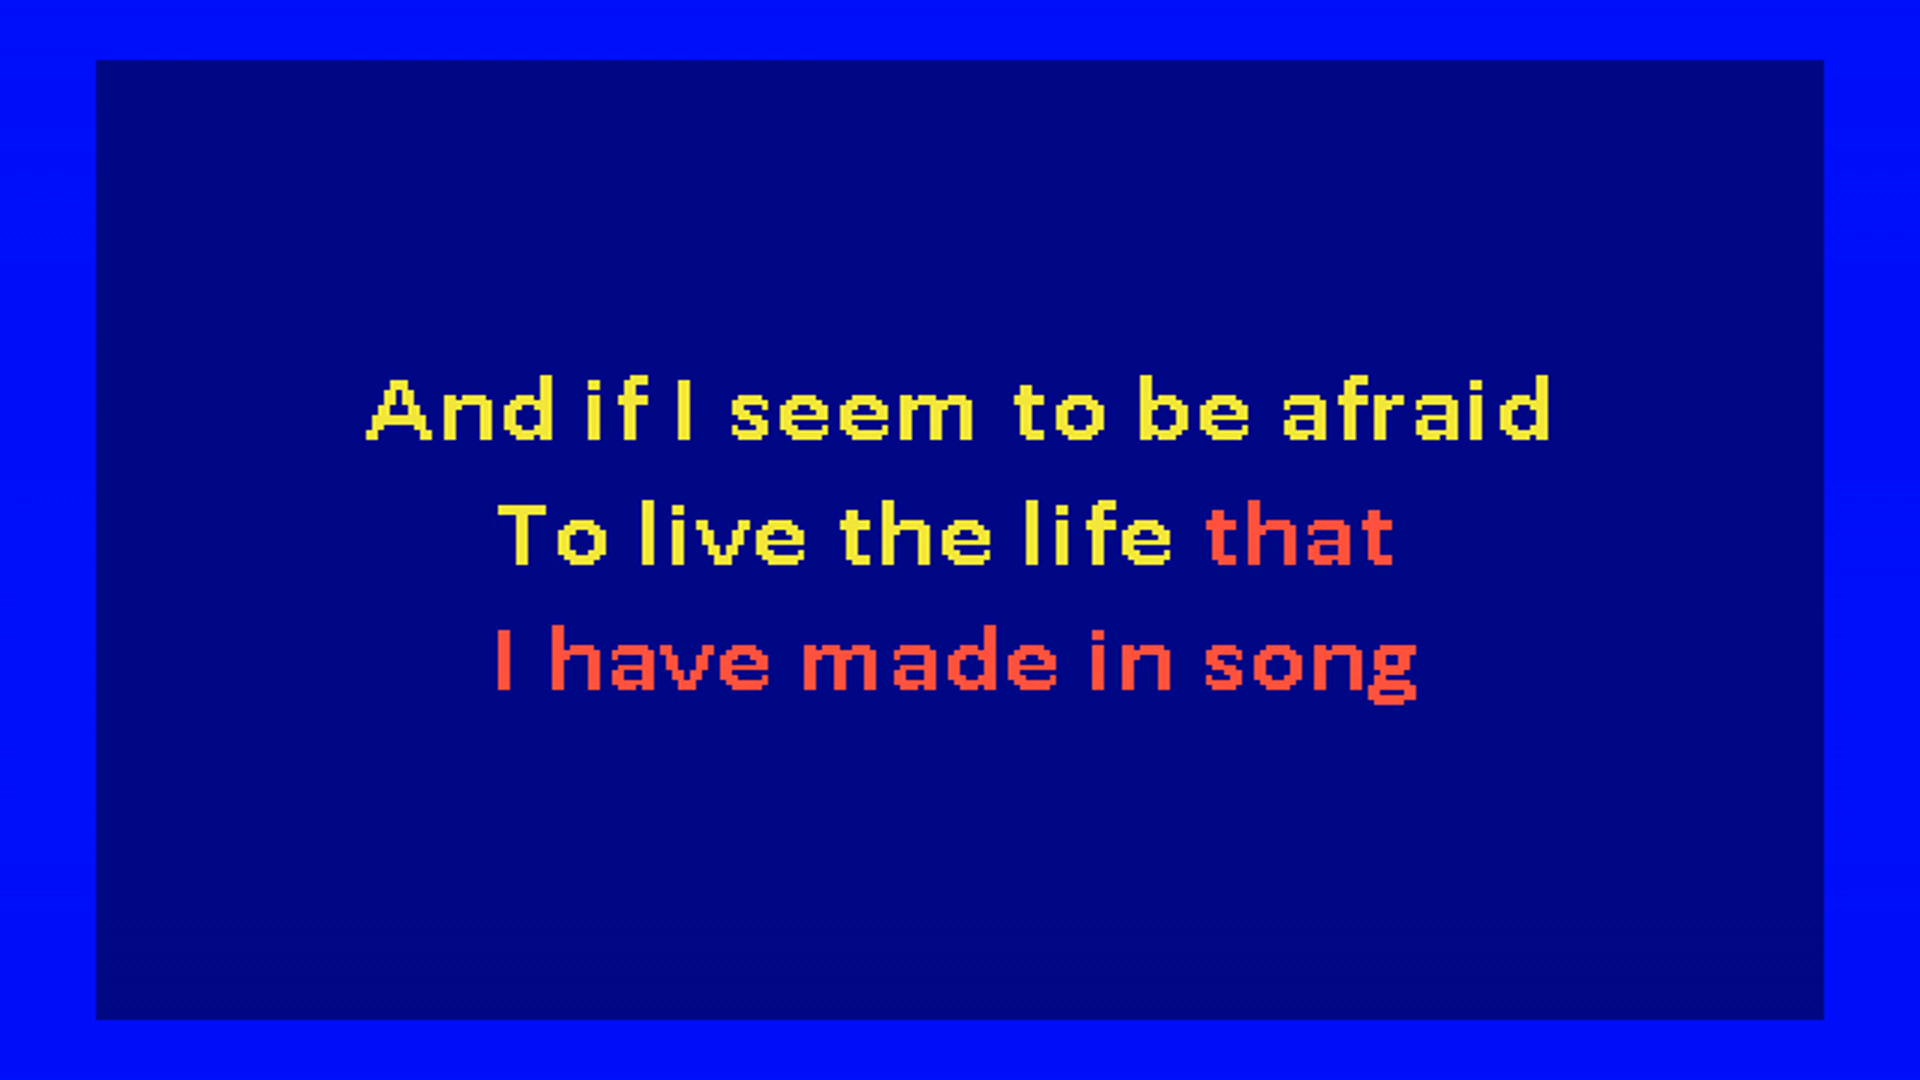 And if I seem to be afraid
To live the life that
I have made in song